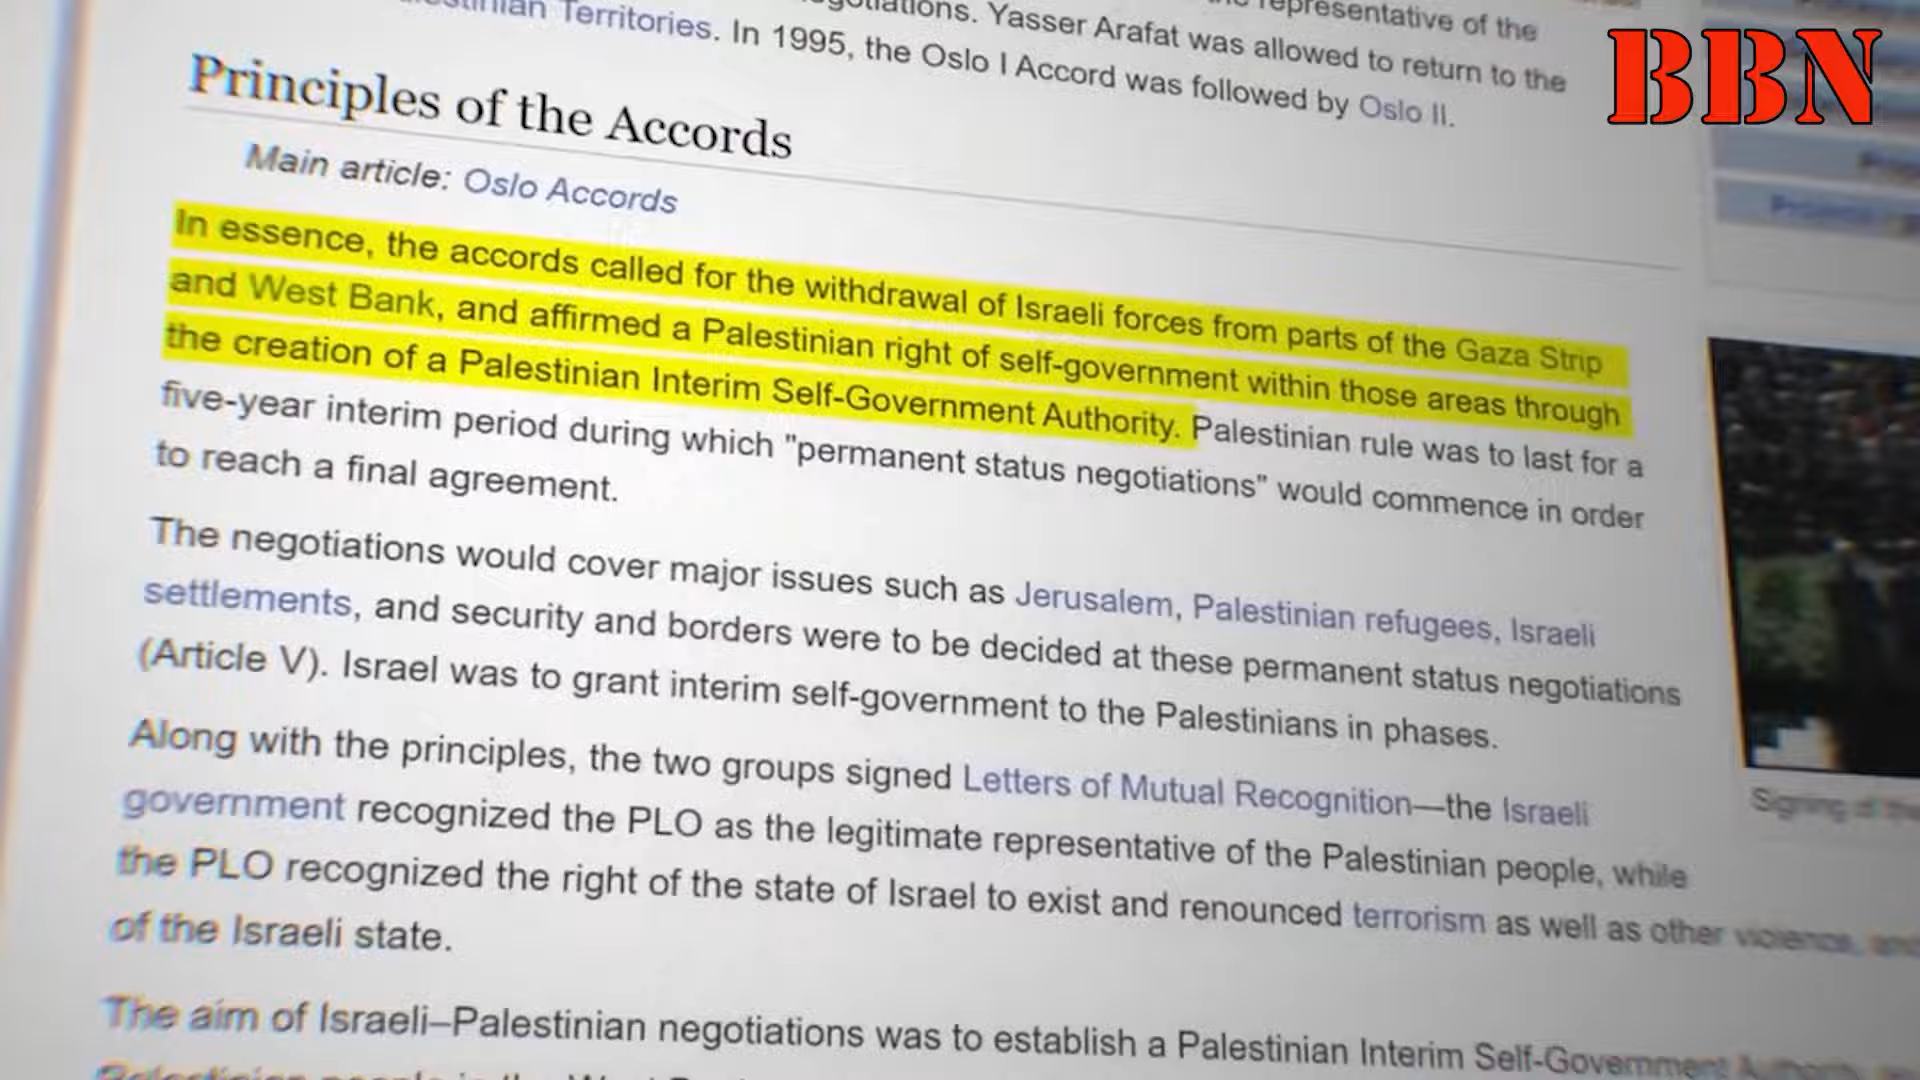 representative of the
Territories. In 1995, the Oslo I Accord was followed by Oslo II.
Yasser Arafat was allowed to return to the
BBN
Principles of the Accords
Main article: Oslo Accords
In essence, the accords called for the withdrawal of Israeli forces from parts of the Gaza Strip
and West Bank, and affirmed a Palestinian right of self-government within those areas through
the creation of a Palestinian Interim Self-Government Authority. Palestinian rule was to last for a
five-year interim period during which "permanent status negotiations" would commence in order
to reach a final agreement.
The negotiations would cover major issues such as Jerusalem, Palestinian refugees, Israeli
settlements, and security and borders were to be decided at these permanent status negotiations
(Article V). Israel was to grant interim self-government to the Palestinians in phases.
Along with the principles, the two groups signed Letters of Mutual Recognition—the Israeli
government recognized the PLO as the legitimate representative of the Palestinian people, while
the PLO recognized the right of the state of Israel to exist and renounced terrorism as well as other violence, and
of the Israeli state.
Signing of the
The aim of Israeli–Palestinian negotiations was to establish a Palestinian Interim Self-Government Authority